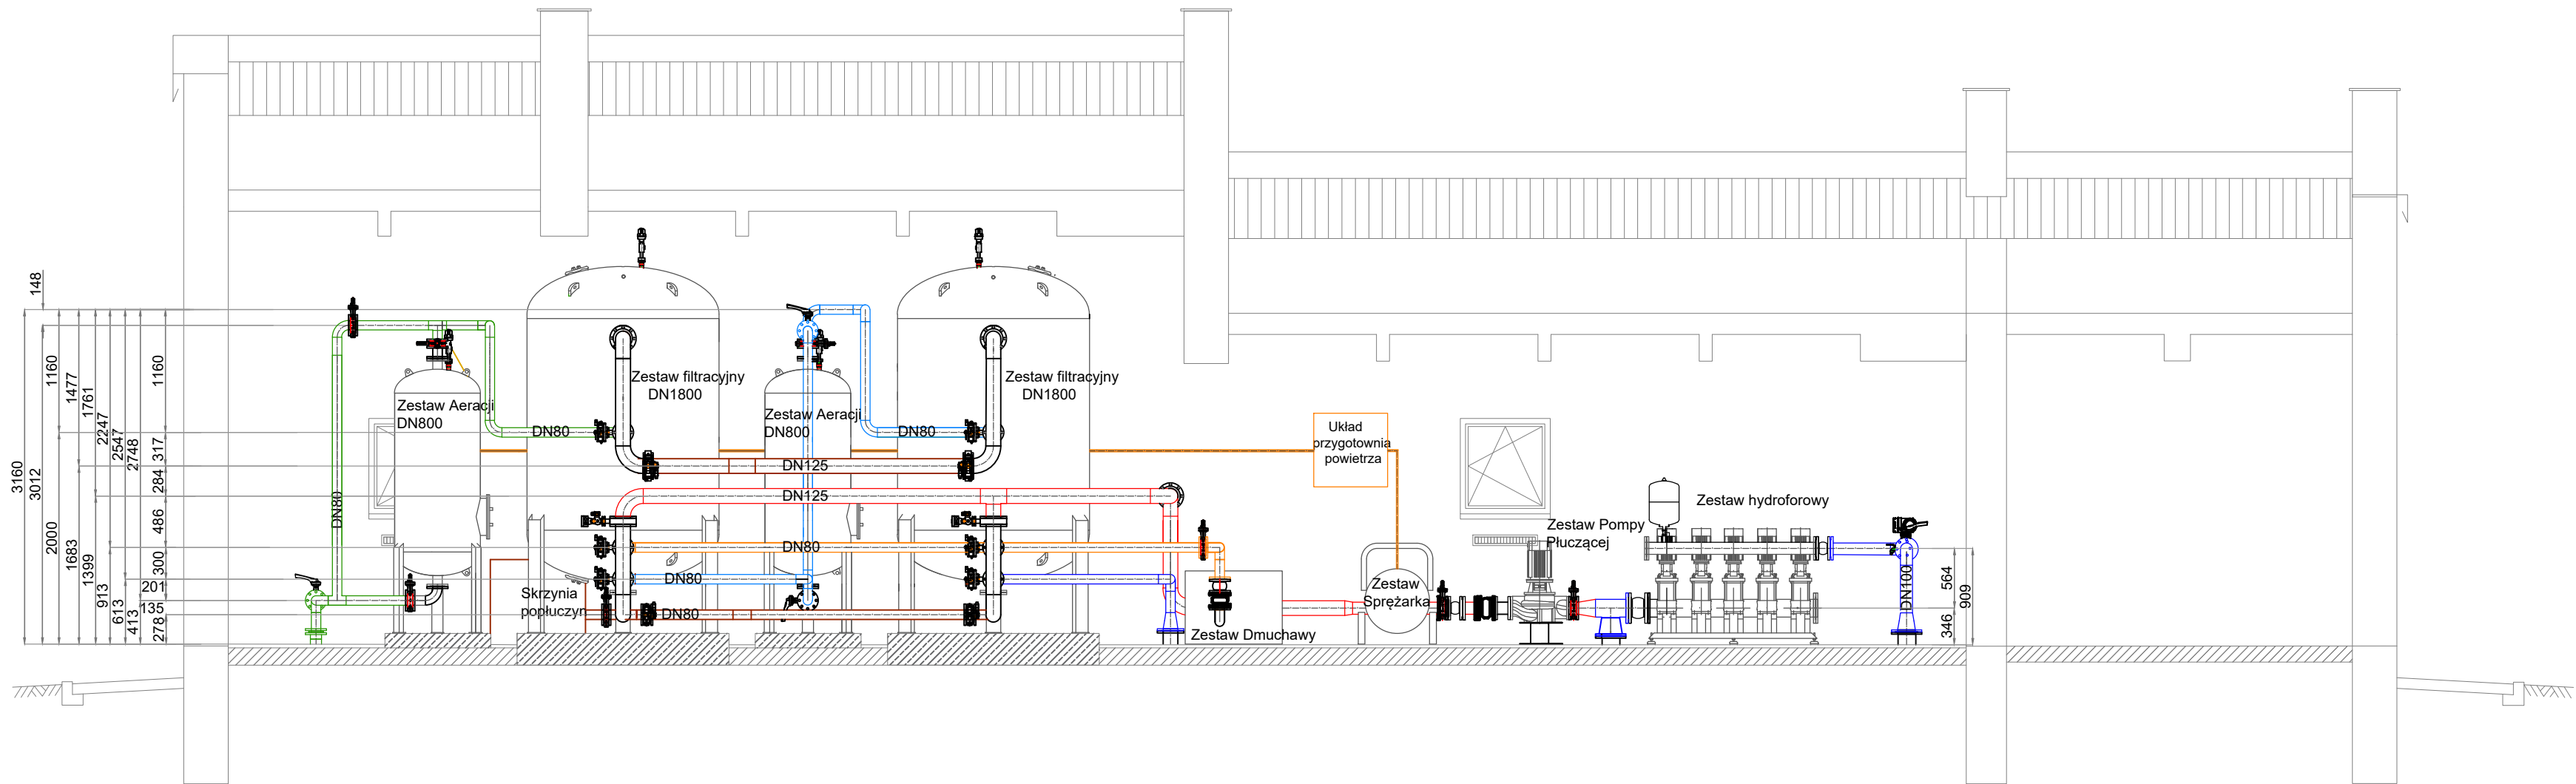 148
3160
3012
1160
2000
1477
1683
1761
1399
2247
913
2547
613
2748
413
1160
317
284
486
300
201
135
278
DN80
Zestaw Aeracji
DN800
DN80
Zestaw filtracyjny
DN1800
Zestaw Aeracji
DN800
DN80
Zestaw filtracyjny
DN1800
DN125
DN125
DN80
DN80
DN80
Skrzynia
popłuczyn
Układ
przygotownia
powietrza
Zestaw Dmuchawy
Zestaw
Sprężarka
Zestaw Pompy
Płuczącej
Zestaw hydroforowy
DN100
564
346
909